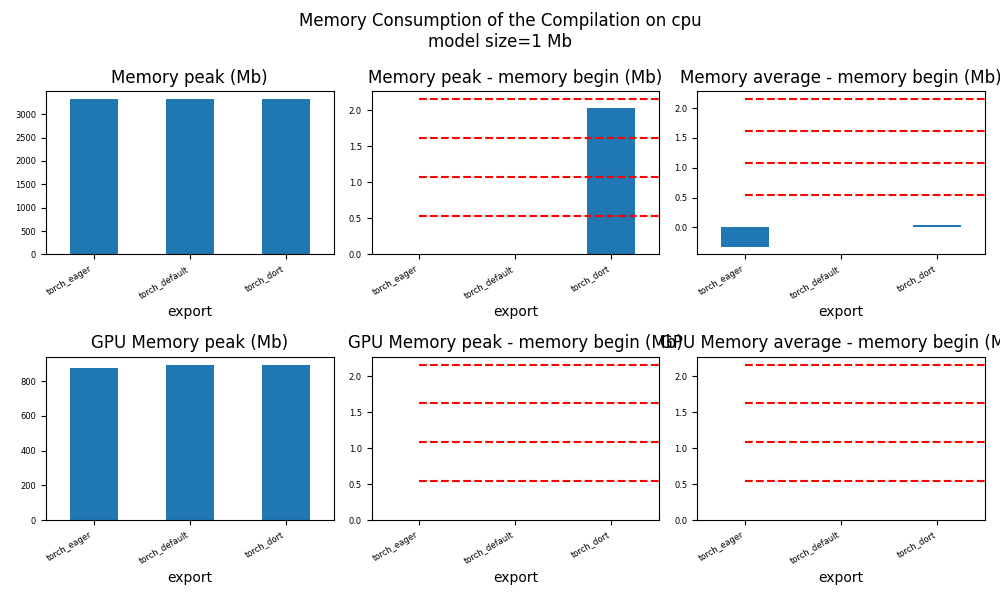 Memory Consumption of the Compilation on cpu
model size=1 Mb
Memory peak (Mb)
3000
2500
2000
1500
1000
500
0
torch_eager
torch_default
torch_dort
export
Memory peak - memory begin (Mb)
2.0
1.5
1.0
0.5
0.0
torch_eager
torch_default
torch_dort
export
Memory average - memory begin (Mb)
2.0
1.5
1.0
0.5
0.0
torch_eager
torch_default
torch_dort
export
GPU Memory peak (Mb)
800
600
400
200
0
torch_eager
torch_default
torch_dort
export
GPU Memory peak - memory begin (Mb)
2.0
1.5
1.0
0.5
0.0
torch_eager
torch_default
torch_dort
export
GPU Memory average - memory begin (M
2.0
1.5
1.0
0.5
0.0
torch_eager
torch_default
torch_dort
export